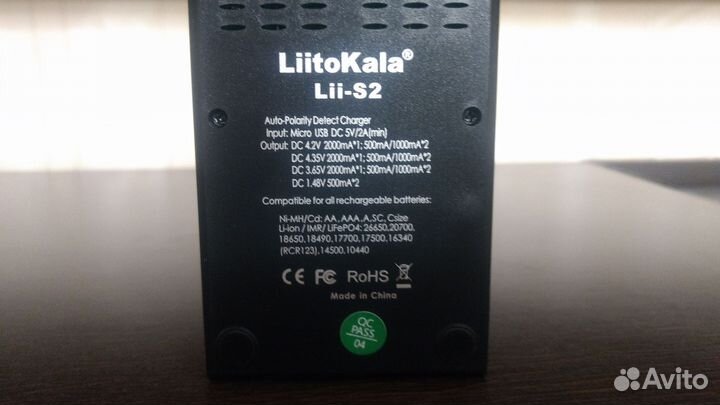 LiitoKala®
Lii-S2
Auto-Polarity Detect Charger
Input: Micro USB DC 5V/2A(min)
Output: DC 4.2V 2000mA*1; 500mA/1000mA*2
DC 4.35V 2000mA*1; 500mA/1000mA*2
DC 3.65V 2000mA*1; 500mA/1000mA*2
DC 1.48V 500mA*2
Compatible for all rechargeable batteries:
Ni-MH/Cd: AA, AAA, A,SC, Csize
Li-ion / IMR/ LiFePO4: 26650,20700,
18650,18490,17700,17500,16340
(RCR123),14500,10440
CE FC RoHS
Made in China
QC
PASS
04
Avito